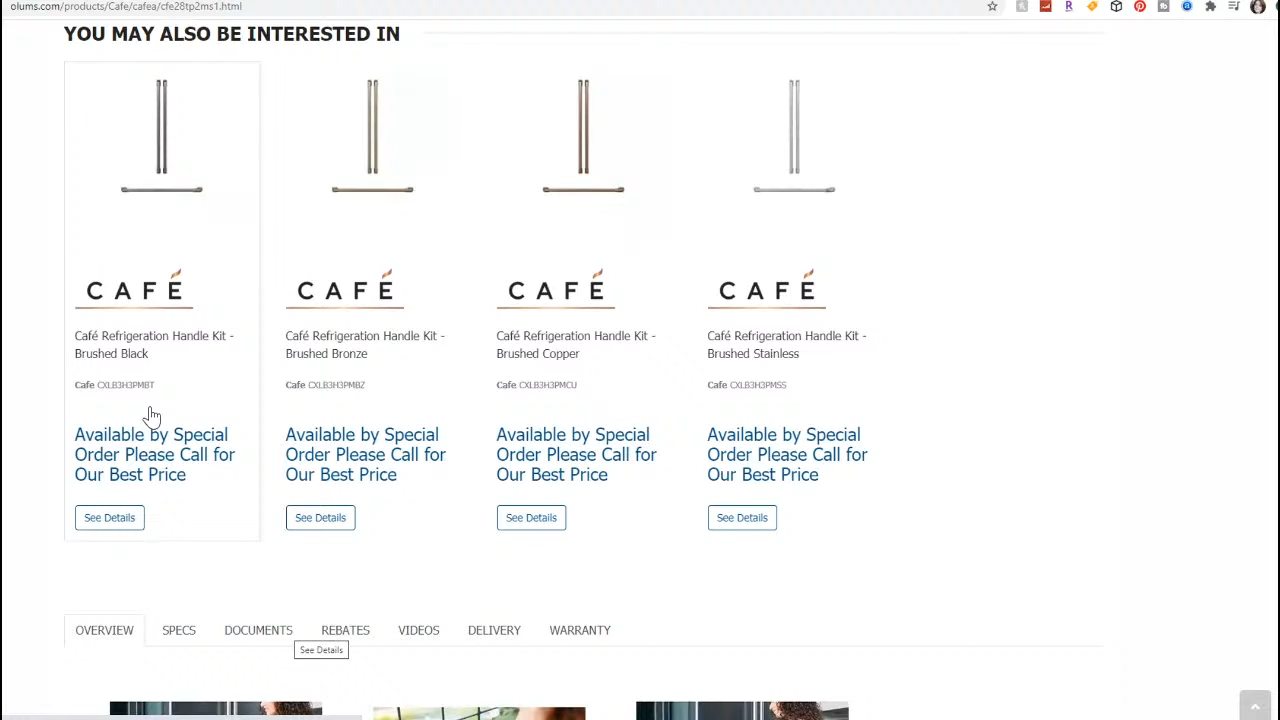 olums.com/products/Cafe/cafea/cfe28tp2ms1.html
YOU MAY ALSO BE INTERESTED IN
CAFÉ
CAFÉ
CAFÉ
CAFÉ
Café Refrigeration Handle Kit -
Brushed Black
Café Refrigeration Handle Kit -
Brushed Bronze
Café Refrigeration Handle Kit -
Brushed Copper
Café Refrigeration Handle Kit -
Brushed Stainless
Cafe CXLB3H3PMBT
Cafe CXLB3H3PMBZ
Cafe CXLB3H3PMCU
Cafe CXLB3H3PMSS
Available by Special
Order Please Call for
Our Best Price
Available by Special
Order Please Call for
Our Best Price
Available by Special
Order Please Call for
Our Best Price
Available by Special
Order Please Call for
Our Best Price
See Details
See Details
See Details
See Details
OVERVIEW SPECS DOCUMENTS REBATES VIDEOS DELIVERY WARRANTY
See Details